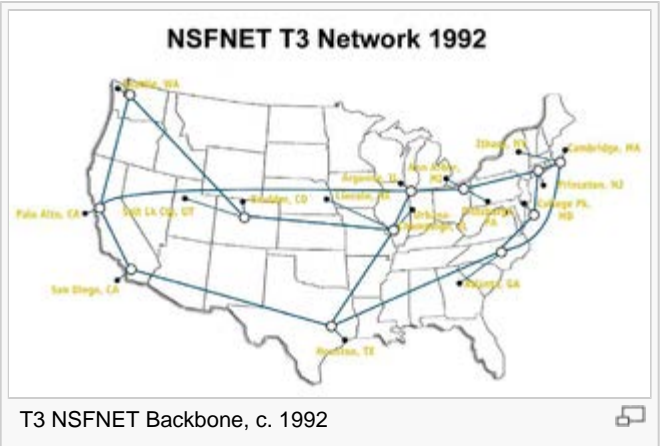 NSFNET T3 Network 1992
Seattle, WA
Ithaca, NY
Cambridge, MA
Ann Arbor,
MI
Argonne, IL
Princeton, NJ
Boulder, CO
Lincoln,
Salt Lk City, UT
College Pk,
MD
Palo Alto, CA
Urbana-
Champaign, IL
Pittsburgh,
PA
San Diego, CA
Atlanta, GA
Houston, TX
T3 NSFNET Backbone, c. 1992